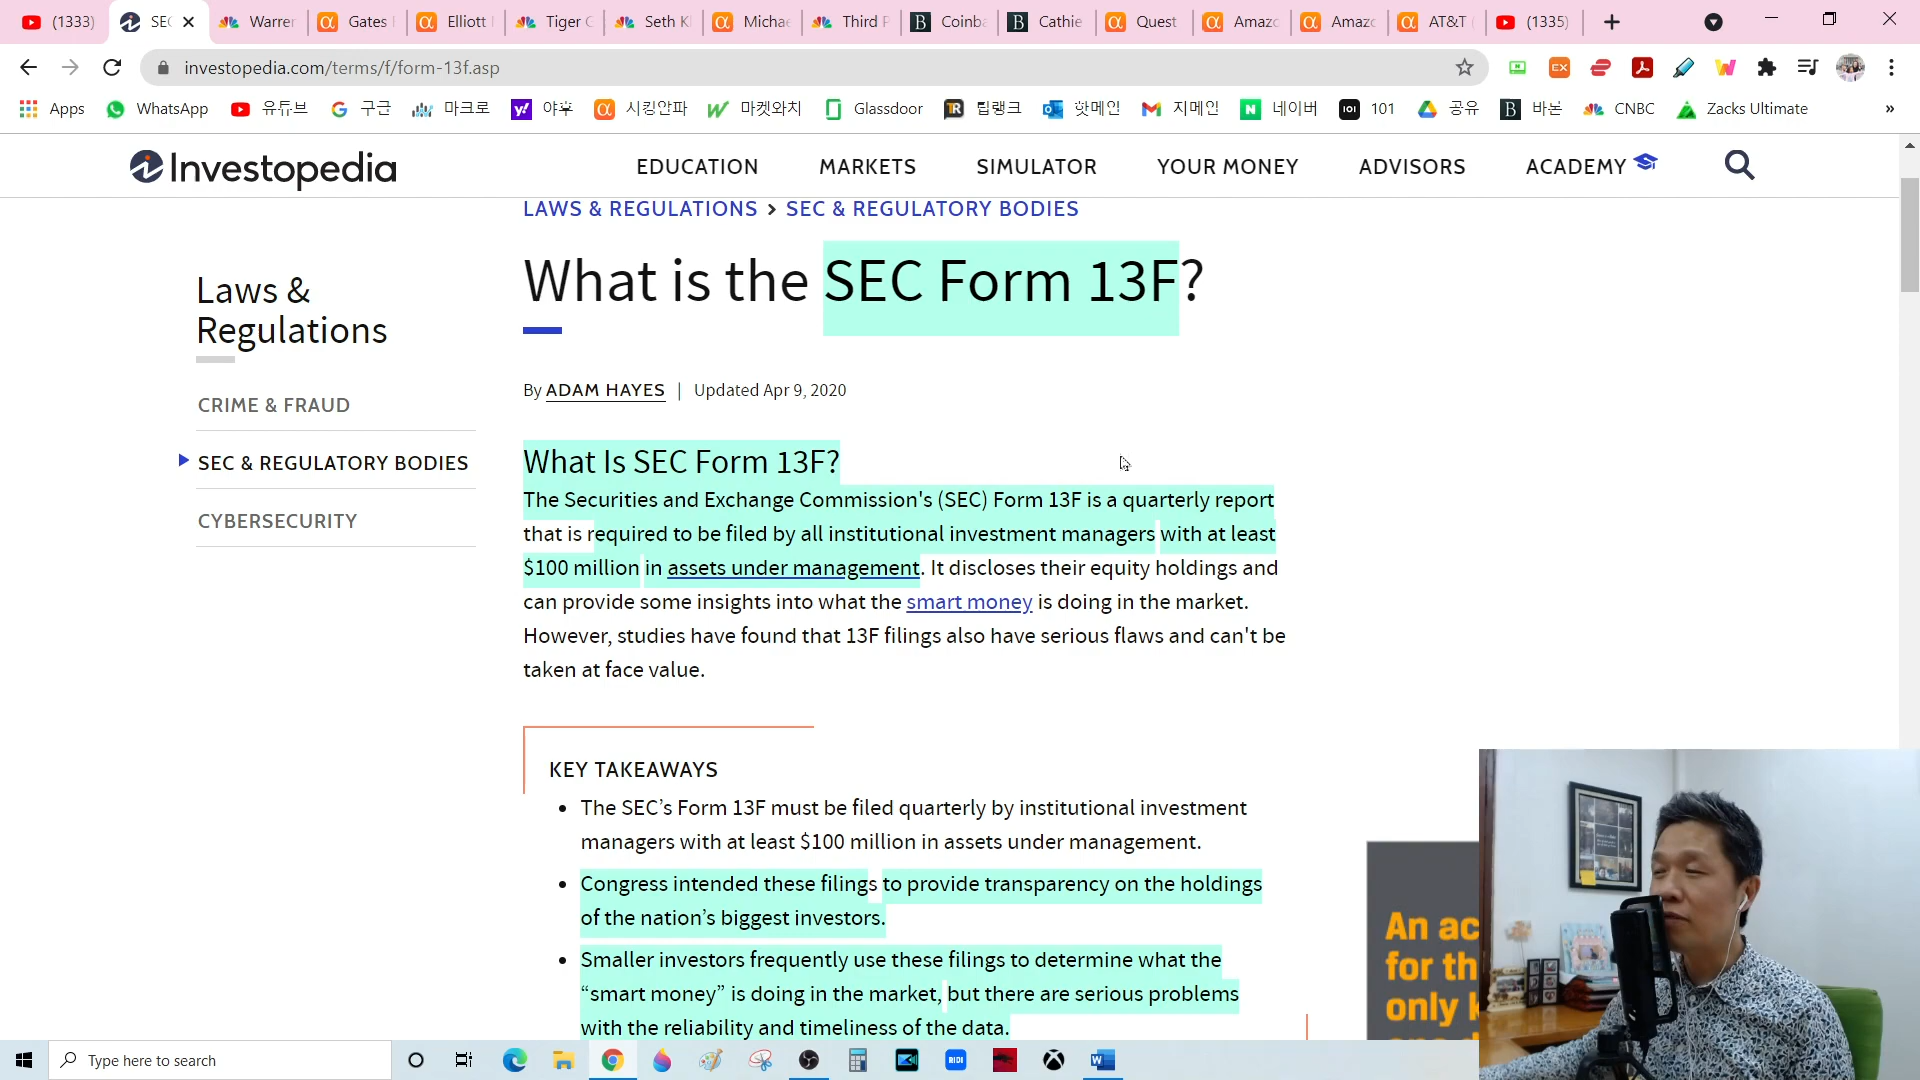 (1333)
SEC
Warren
Gates
Elliott
Tiger
Seth K
Michae
Third P
Coinba
Cathie
Quest
Amazo
Amazo
AT&T
(1335)
investopedia.com/terms/f/form-13f.asp
Apps
WhatsApp
유튜브
구글
마크로
야후
시킹알파
마켓와치
Glassdoor
팁랭크
핫메인
지메인
네이버
101
공유
바론
CNBC
Zacks Ultimate
»
Investopedia
EDUCATION
MARKETS
SIMULATOR
YOUR MONEY
ADVISORS
ACADEMY
LAWS & REGULATIONS > SEC & REGULATORY BODIES
What is the SEC Form 13F?
Laws &
Regulations
CRIME & FRAUD
SEC & REGULATORY BODIES
CYBERSECURITY
By ADAM HAYES | Updated Apr 9, 2020
What Is SEC Form 13F?
The Securities and Exchange Commission's (SEC) Form 13F is a quarterly report
that is required to be filed by all institutional investment managers with at least
$100 million in assets under management. It discloses their equity holdings and
can provide some insights into what the smart money is doing in the market.
However, studies have found that 13F filings also have serious flaws and can't be
taken at face value.
KEY TAKEAWAYS
• The SEC’s Form 13F must be filed quarterly by institutional investment
managers with at least $100 million in assets under management.
• Congress intended these filings to provide transparency on the holdings
of the nation’s biggest investors.
• Smaller investors frequently use these filings to determine what the
“smart money” is doing in the market, but there are serious problems
with the reliability and timeliness of the data.
An ac
for th
only k
Type here to search
RIDI